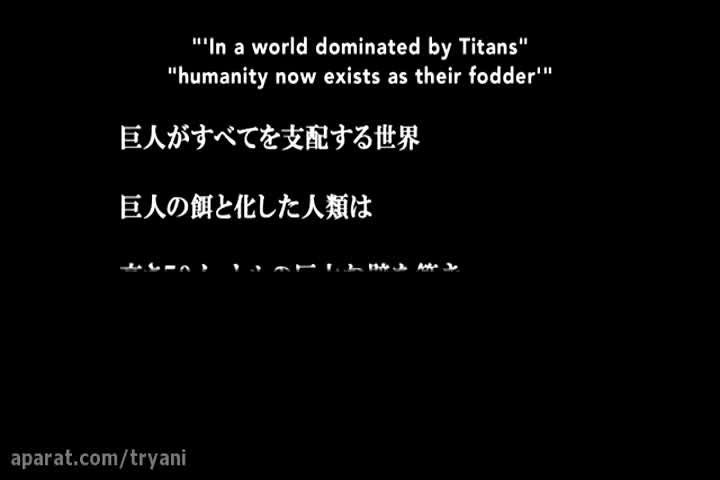 "'In a world dominated by Titans"
"humanity now exists as their fodder'"
巨人がすべてを支配する世界
巨人の餌と化した人類は
aparat.com/tryani